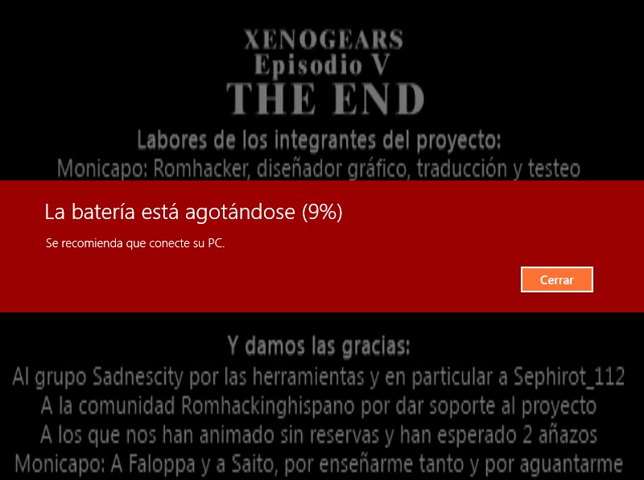 XENOGEARS
Episodio V
THE END
Labores de los integrantes del proyecto:
Monicapo: Romhacker, diseñador gráfico, traducción y testeo
La batería está agotándose (9%)
Se recomienda que conecte su PC.
Cerrar
Y damos las gracias:
Al grupo Sadnescity por las herramientas y en particular a Sephirot_112
A la comunidad Romhackinghispano por dar soporte al proyecto
A los que nos han animado sin reservas y han esperado 2 añazos
Monicapo: A Faloppa y a Saito, por enseñarme tanto y por aguantarme